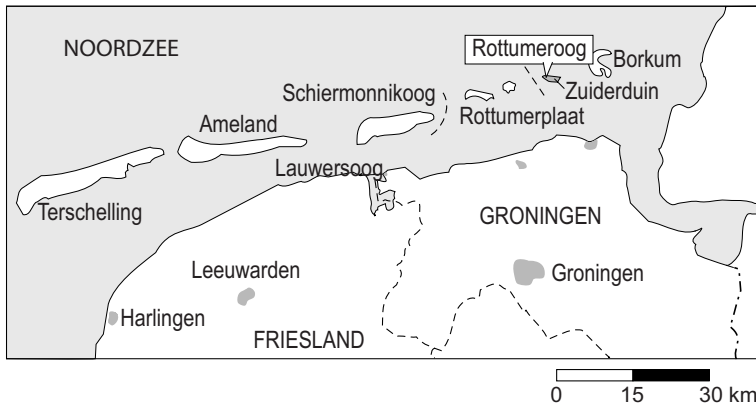 NOORDZEE
Rottumeroog
Borkum
Zuiderduin
Schiermonnikoog
Rottumerplaat
Ameland
Lauwersoog
Terschelling
GRONINGEN
Leeuwarden
Groningen
Harlingen
FRIESLAND
0 15 30 km